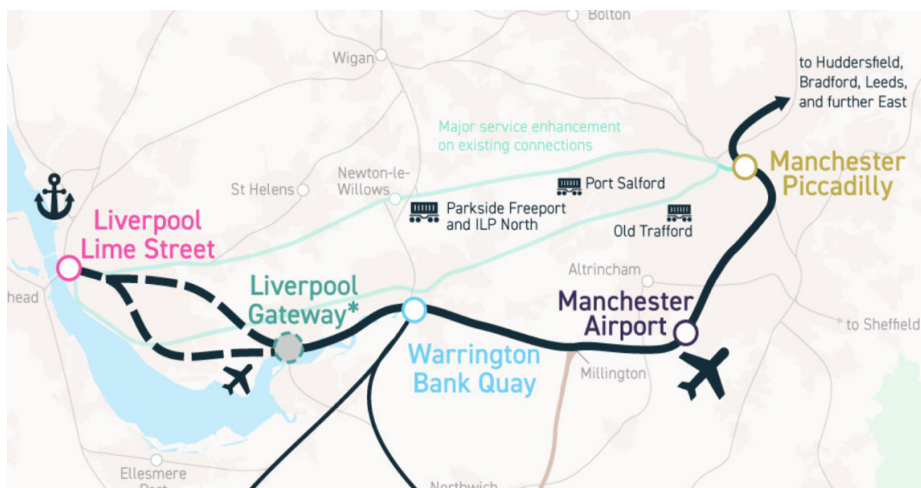 Bolton
Wigan
to Huddersfield,
Bradford, Leeds,
and further East
Major service enhancement
on existing connections
Manchester
Piccadilly
St Helens
Newton-le-
Willows
Port Salford
Parkside Freeport
and ILP North
Old Trafford
Liverpool
Lime Street
head
Liverpool
Gateway*
Altrincham
Manchester
Airport
to Sheffield
Warrington
Bank Quay
Millington
Ellesmere
Port
Northwich